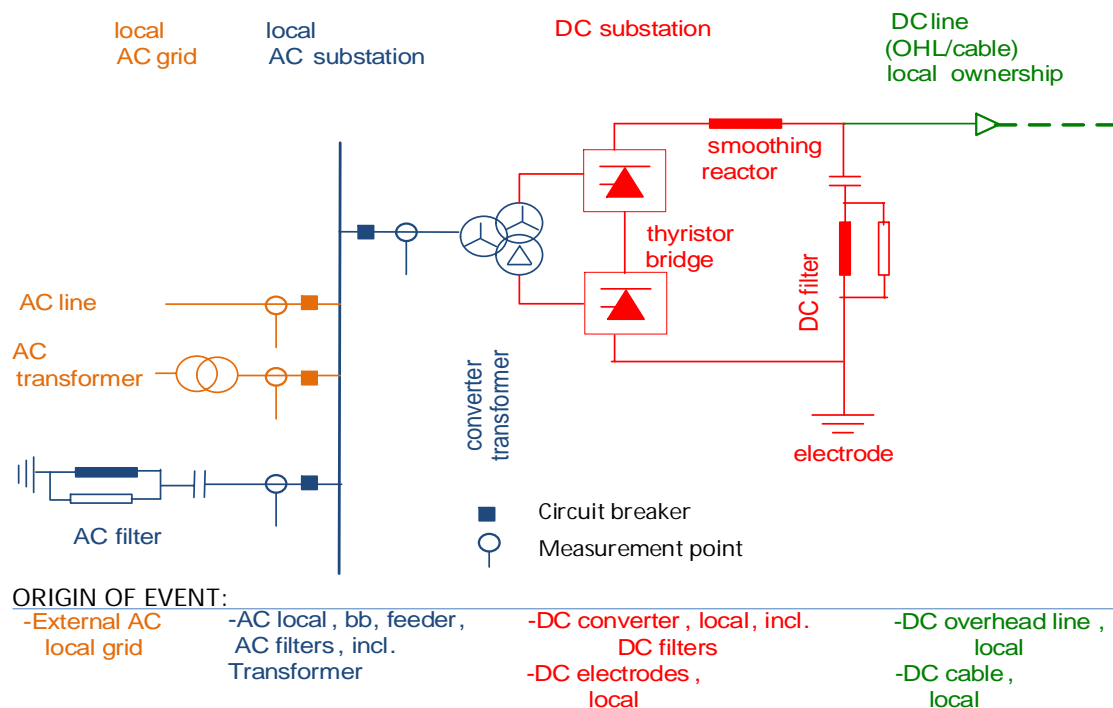 local
AC grid
local
AC substation
DC substation
DC line
(OHL/cable)
local ownership
smoothing
reactor
thyristor
bridge
DC filter
AC line
AC
transformer
converter
transformer
electrode
AC filter
Circuit breaker
Measurement point
ORIGIN OF EVENT:
-External AC
local grid
-AC local, bb, feeder,
AC filters, incl.
Transformer
-DC converter, local, incl.
DC filters
-DC electrodes,
local
-DC overhead line,
local
-DC cable,
local